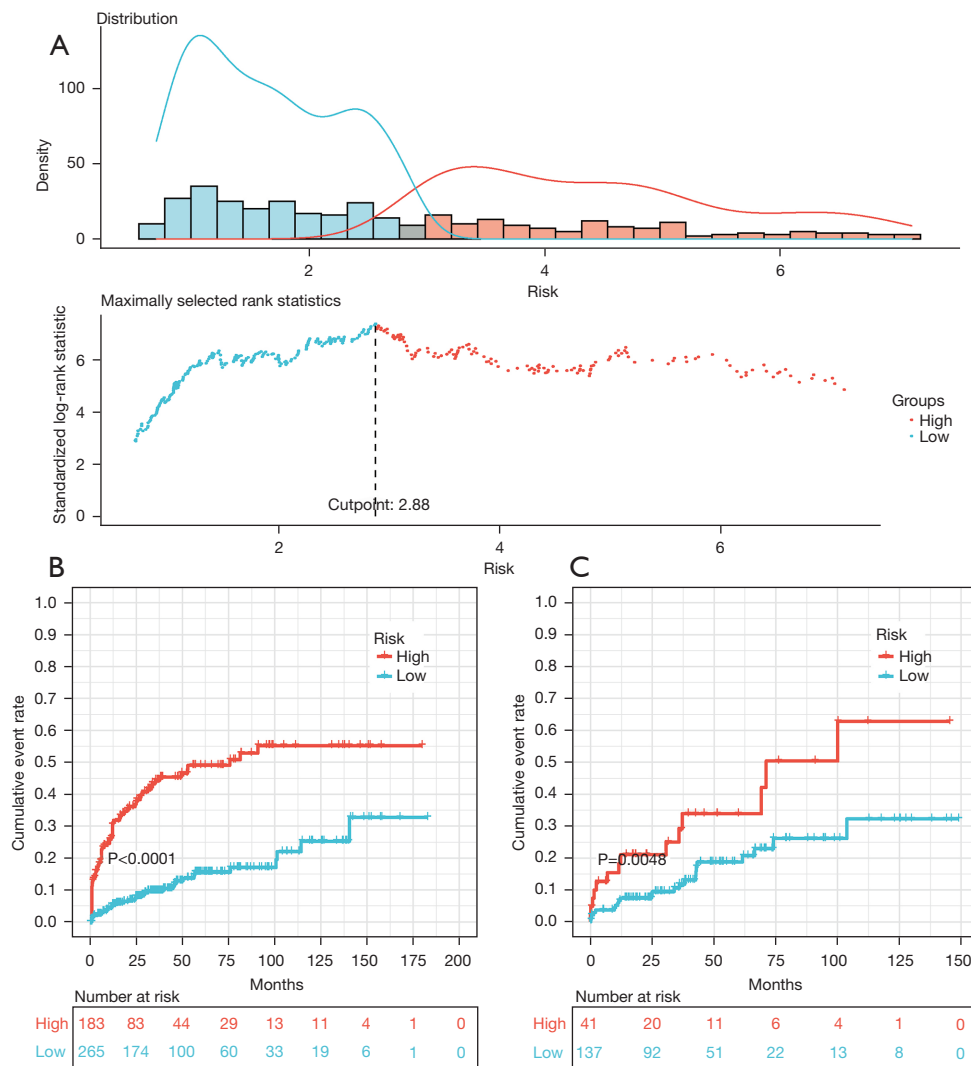 Distribution
A
100
50
0
Density
2 4 6
Risk
Maximally selected rank statistics
6
4
2
0
Standardized log-rank statistic
Cutpoint: 2.88
2 4 6
Risk
Groups
High
Low
B
1.0
0.9
0.8
0.7
0.6
0.5
0.4
0.3
0.2
0.1
0.0
Cumulative event rate
Risk
High
Low
P<0.0001
0 25 50 75 100 125 150 175 200
Months
Number at risk
High 183 83 44 29 13 11 4 1 0
Low 265 174 100 60 33 19 6 1 0
C
1.0
0.9
0.8
0.7
0.6
0.5
0.4
0.3
0.2
0.1
0.0
Cumulative event rate
Risk
High
Low
P=0.0048
0 25 50 75 100 125 150
Months
Number at risk
High 41 20 11 6 4 1 0
Low 137 92 51 22 13 8 0